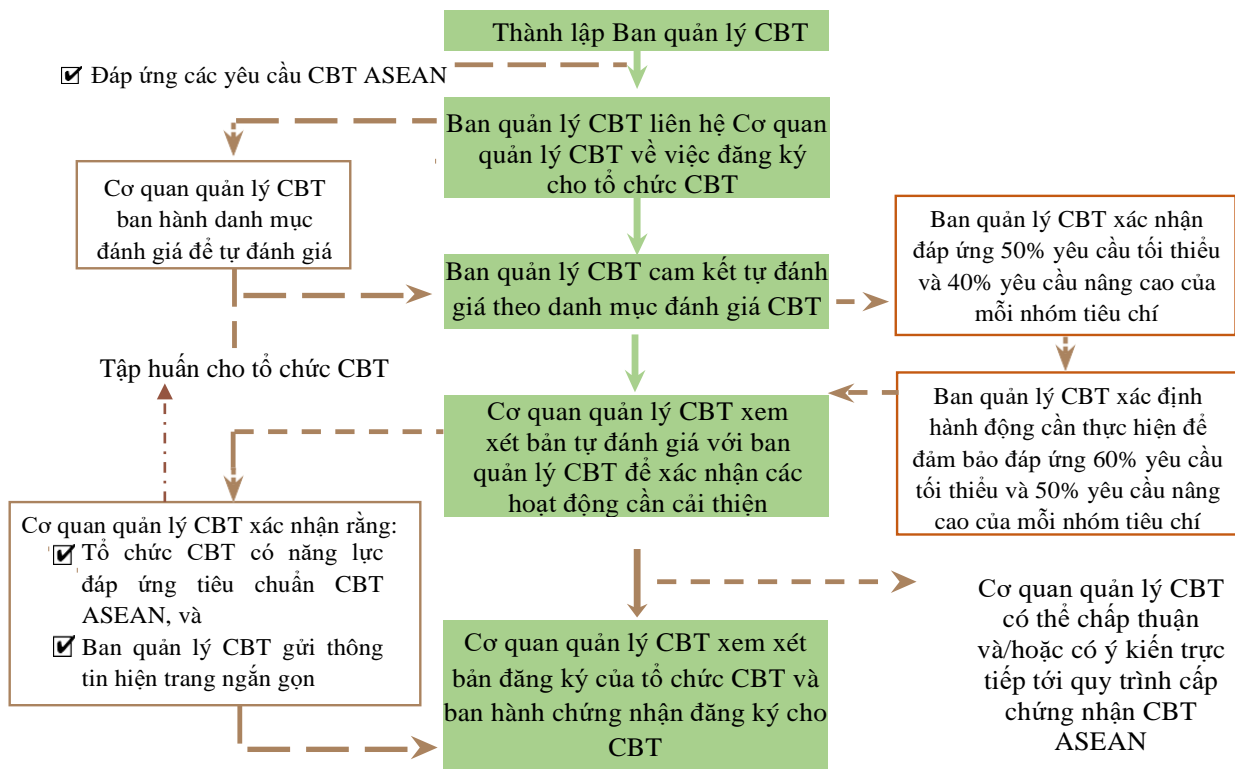 Thành lập Ban quản lý CBT
Đáp ứng các yêu cầu CBT ASEAN
Ban quản lý CBT liên hệ Cơ quan
quản lý CBT về việc đăng ký
cho tổ chức CBT
Cơ quan quản lý CBT
ban hành danh mục
đánh giá để tự đánh giá
Ban quản lý CBT cam kết tự đánh
giá theo danh mục đánh giá CBT
Ban quản lý CBT xác nhận
đáp ứng 50% yêu cầu tối thiểu
và 40% yêu cầu nâng cao của
mỗi nhóm tiêu chí
Tập huấn cho tổ chức CBT
Ban quản lý CBT xác định
hành động cần thực hiện để
đảm bảo đáp ứng 60% yêu cầu
tối thiểu và 50% yêu cầu nâng
cao của mỗi nhóm tiêu chí
Cơ quan quản lý CBT xem
xét bản tự đánh giá với ban
quản lý CBT để xác nhận các
hoạt động cần cải thiện
Cơ quan quản lý CBT xác nhận rằng:
Tổ chức CBT có năng lực
đáp ứng tiêu chuẩn CBT
ASEAN, và
Ban quản lý CBT gửi thông
tin hiện trang ngắn gọn
Cơ quan quản lý CBT
có thể chấp thuận
và/hoặc có ý kiến trực
tiếp tới quy trình cấp
chứng nhận CBT
ASEAN
Cơ quan quản lý CBT xem xét
bản đăng ký của tổ chức CBT và
ban hành chứng nhận đăng ký cho
CBT